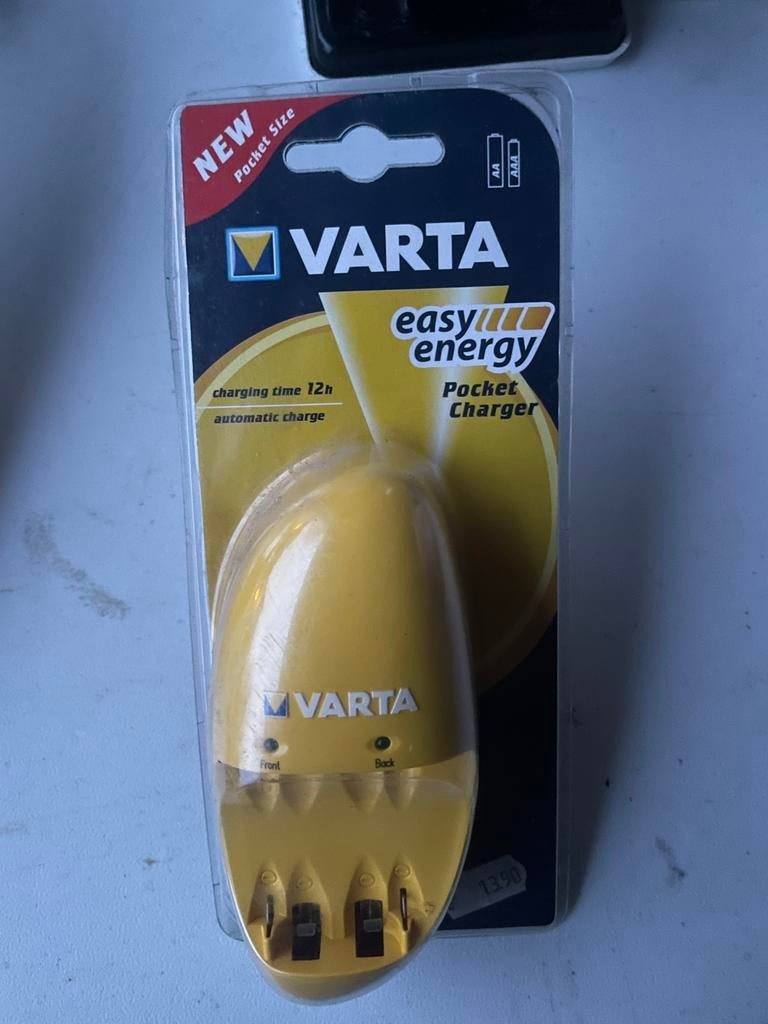 NEW
Pocket Size
AA
AAA
VARTA
easy
energy
Pocket
Charger
charging time 12h
automatic charge
VARTA
Front
Back
13.90